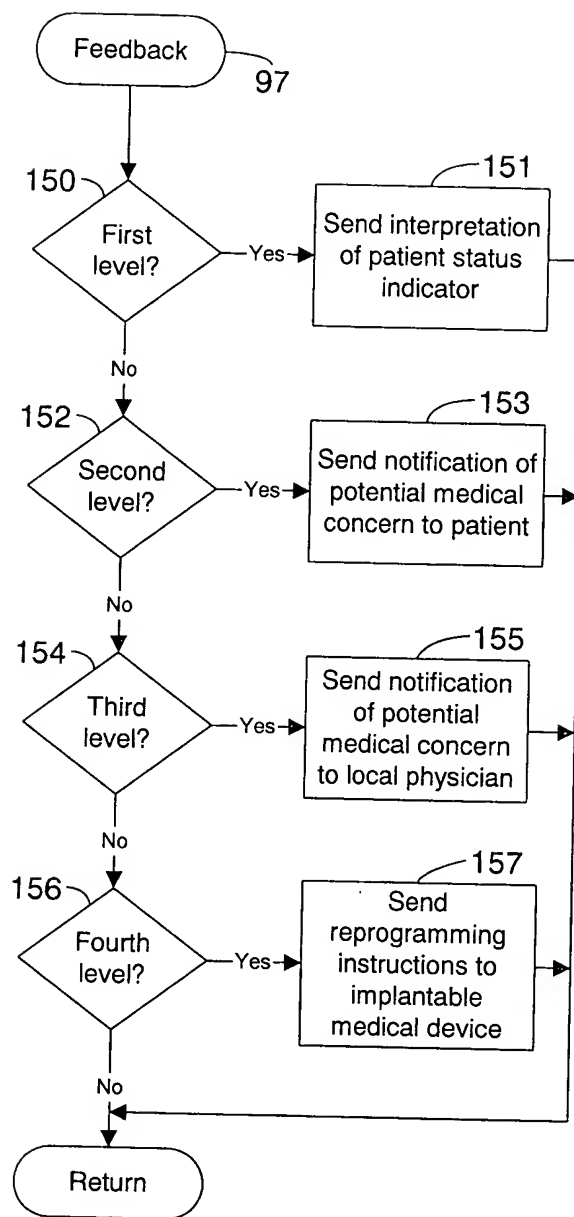 Feedback
97
150
First
level?
Yes
151
Send interpretation
of patient status
indicator
No
152
Second
level?
Yes
153
Send notification of
potential medical
concern to patient
No
154
Third
level?
Yes
155
Send notification
of potential
medical concern
to local physician
No
156
Fourth
level?
Yes
157
Send
reprogramming
instructions to
implantable
medical device
No
Return